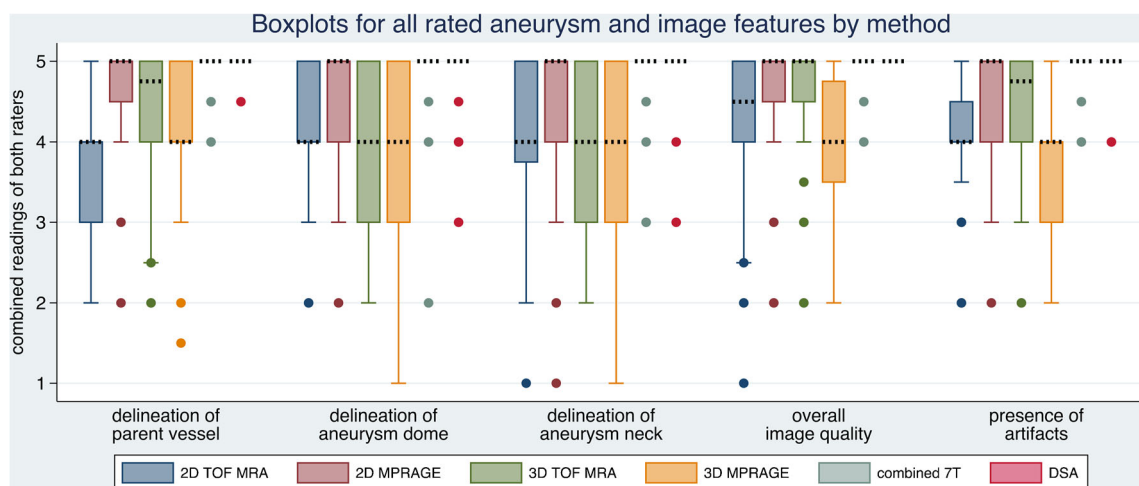 Boxplots for all rated aneurysm and image features by method
combined readings of both raters
5
4
3
2
1
delineation of
parent vessel
delineation of
aneurysm dome
delineation of
aneurysm neck
overall
image quality
presence of
artifacts
2D TOF MRA
2D MPRAGE
3D TOF MRA
3D MPRAGE
combined 7T
DSA